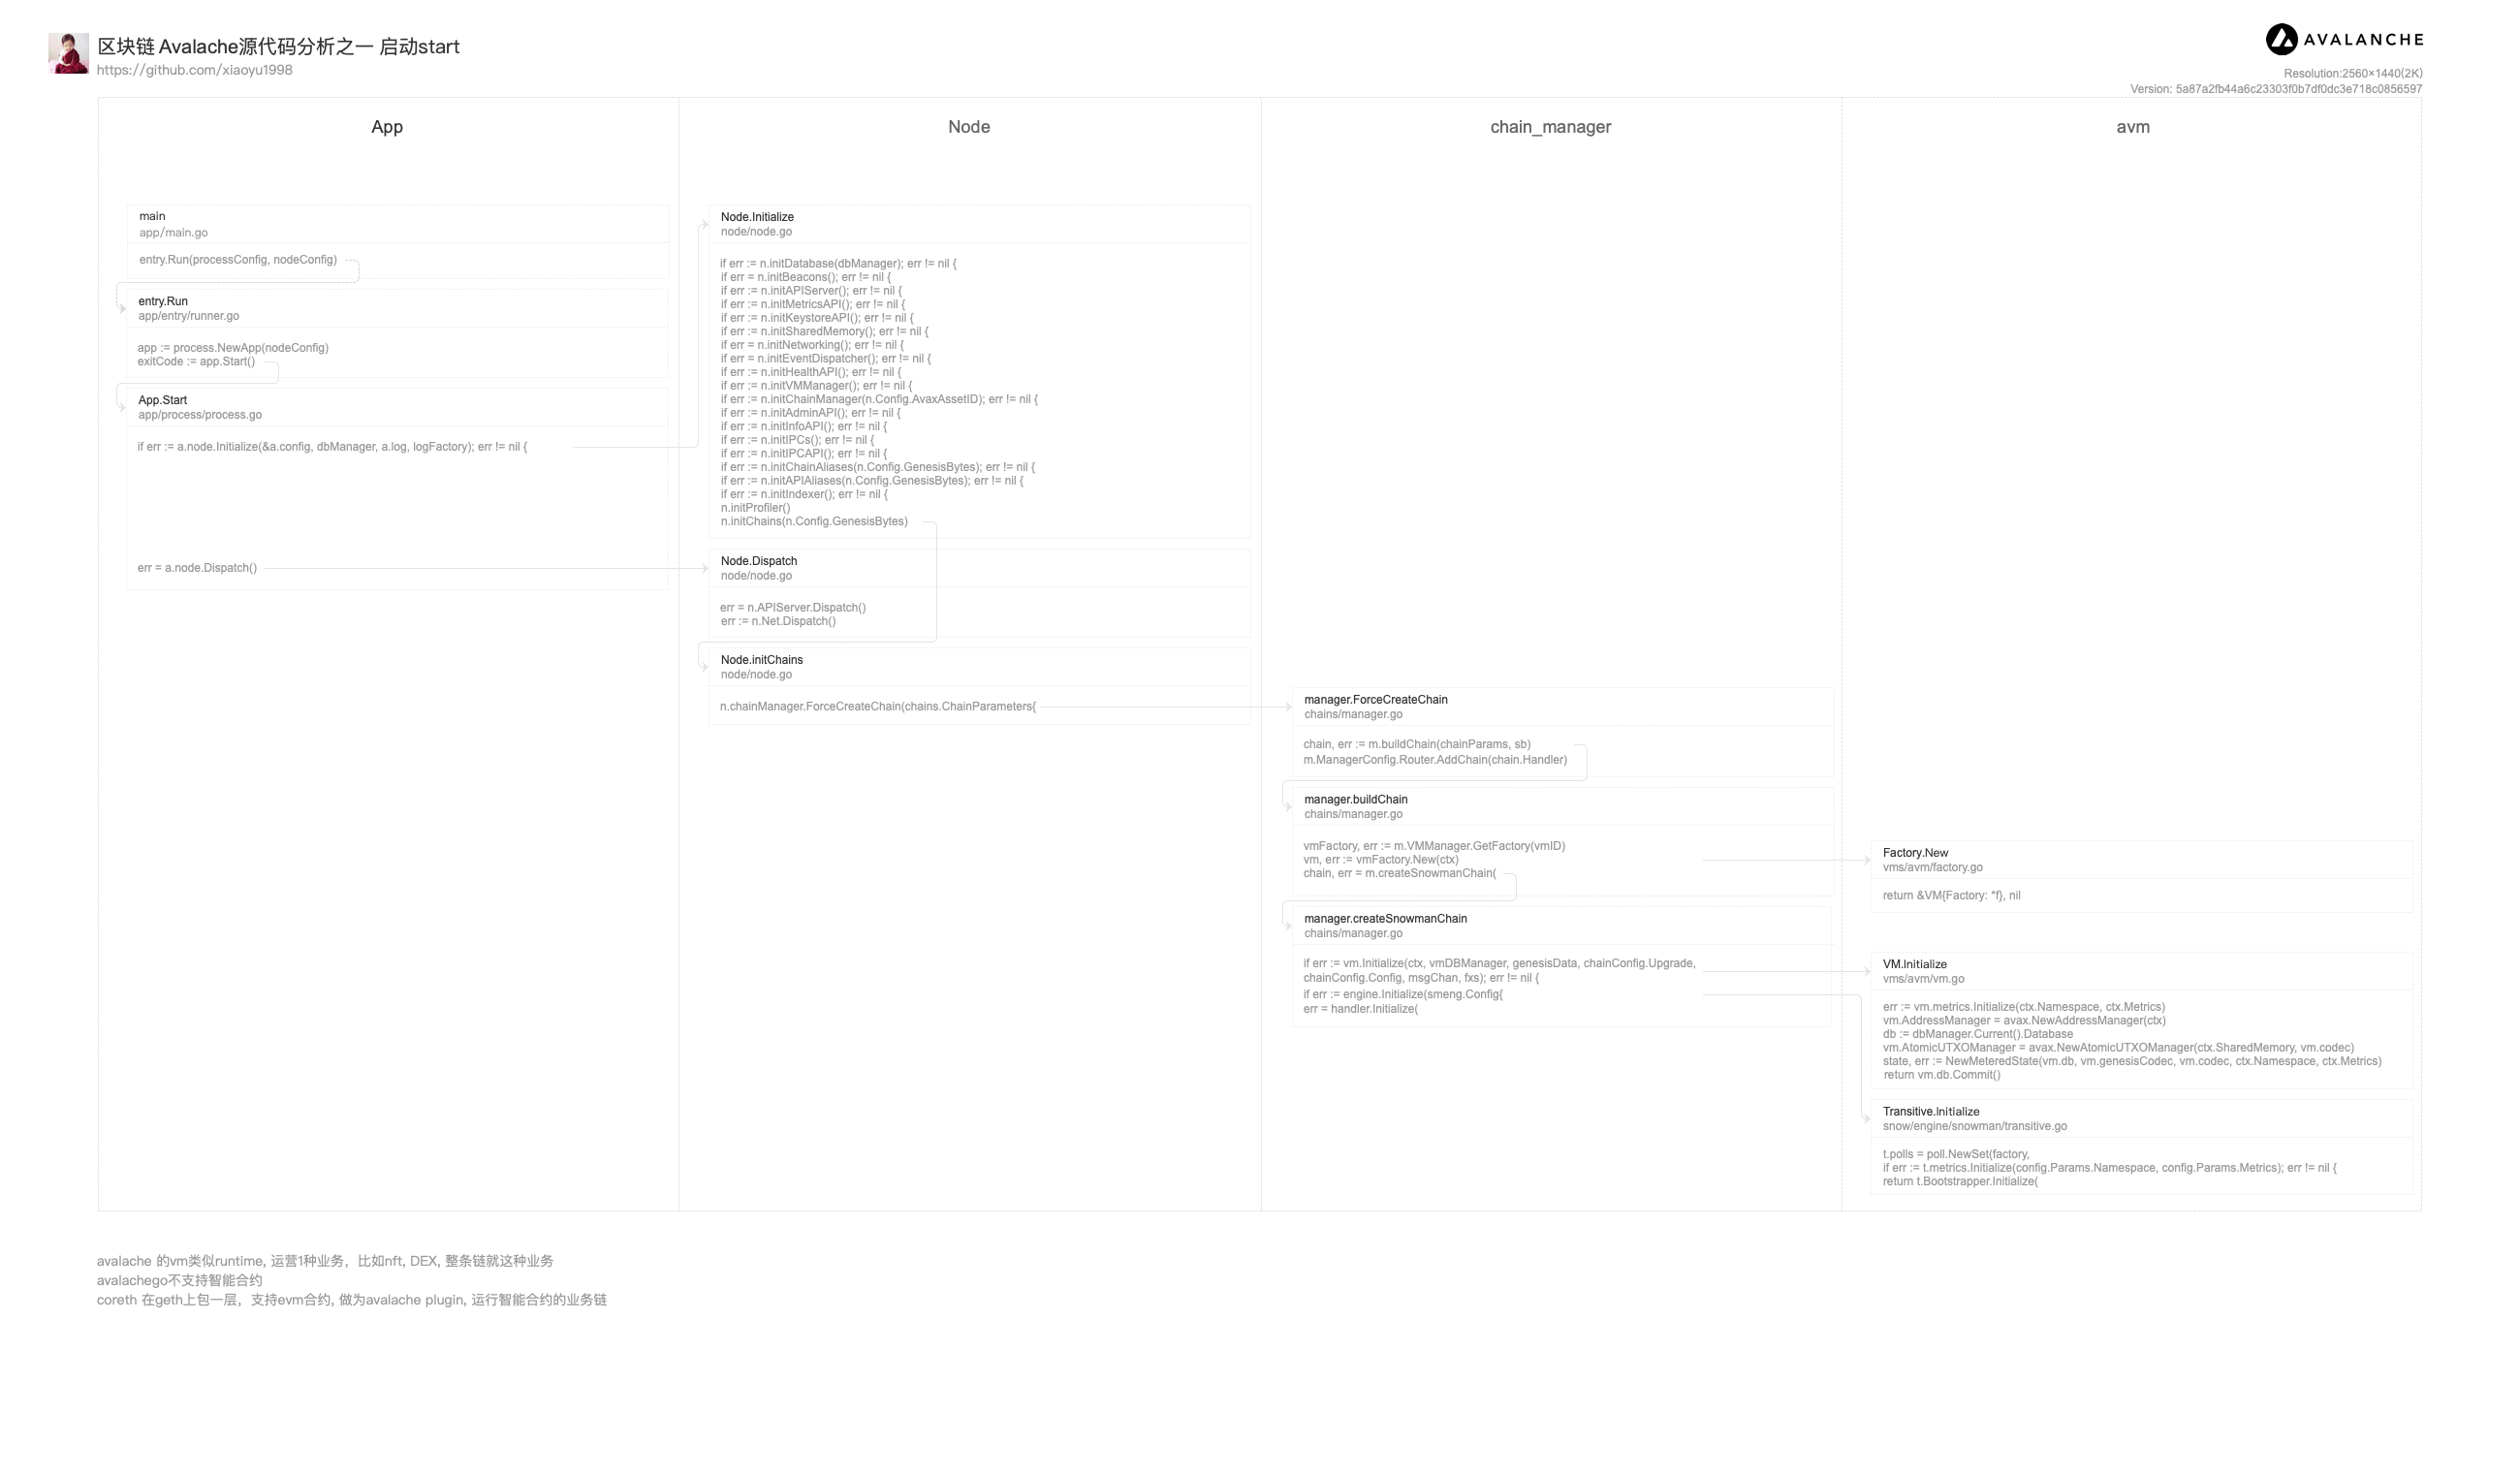 区块链 Avalache源代码分析之一 启动start
https://github.com/xiaoyu1998
AVALANCHE
Resolution:2560×1440(2K)
Version: 5a87a2fb44a6c23303f0b7df0dc3e718c0856597
App
main
app/main.go
entry.Run(processConfig, nodeConfig)
entry.Run
app/entry/runner.go
app := process.NewApp(nodeConfig)
exitCode := app.Start()
App.Start
app/process/process.go
if err := a.node.Initialize(&a.config, dbManager, a.log, logFactory); err != nil {
err = a.node.Dispatch()
Node
Node.Initialize
node/node.go
if err := n.initDatabase(dbManager); err != nil {
if err = n.initBeacons(); err != nil {
if err := n.initAPIServer(); err != nil {
if err := n.initMetricsAPI(); err != nil {
if err := n.initKeystoreAPI(); err != nil {
if err := n.initSharedMemory(); err != nil {
if err = n.initNetworking(); err != nil {
if err = n.initEventDispatcher(); err != nil {
if err := n.initHealthAPI(); err != nil {
if err := n.initVMManager(); err != nil {
if err := n.initChainManager(n.Config.AvaxAssetID); err != nil {
if err := n.initAdminAPI(); err != nil {
if err := n.initInfoAPI(); err != nil {
if err := n.initIPCs(); err != nil {
if err := n.initIPCAPI(); err != nil {
if err := n.initChainAliases(n.Config.GenesisBytes); err != nil {
if err := n.initAPIAliases(n.Config.GenesisBytes); err != nil {
if err := n.initIndexer(); err != nil {
n.initProfiler()
n.initChains(n.Config.GenesisBytes)
Node.Dispatch
node/node.go
err = n.APIServer.Dispatch()
err := n.Net.Dispatch()
Node.initChains
node/node.go
n.chainManager.ForceCreateChain(chains.ChainParameters{
chain_manager
manager.ForceCreateChain
chains/manager.go
chain, err := m.buildChain(chainParams, sb)
m.ManagerConfig.Router.AddChain(chain.Handler)
manager.buildChain
chains/manager.go
vmFactory, err := m.VMManager.GetFactory(vmID)
vm, err := vmFactory.New(ctx)
chain, err = m.createSnowmanChain(
manager.createSnowmanChain
chains/manager.go
if err := vm.Initialize(ctx, vmDBManager, genesisData, chainConfig.Upgrade,
chainConfig.Config, msgChan, fxs); err != nil {
if err := engine.Initialize(smeng.Config{
err = handler.Initialize(
avm
Factory.New
vms/avm/factory.go
return &VM{Factory: *f}, nil
VM.Initialize
vms/avm/vm.go
err := vm.metrics.Initialize(ctx.Namespace, ctx.Metrics)
vm.AddressManager = avax.NewAddressManager(ctx)
db := dbManager.Current().Database
vm.AtomicUTXOManager = avax.NewAtomicUTXOManager(ctx.SharedMemory, vm.codec)
state, err := NewMeteredState(vm.db, vm.genesisCodec, vm.codec, ctx.Namespace, ctx.Metrics)
return vm.db.Commit()
Transitive.Initialize
snow/engine/snowman/transitive.go
t.polls = poll.NewSet(factory,
if err := t.metrics.Initialize(config.Params.Namespace, config.Params.Metrics); err != nil {
return t.Bootstrapper.Initialize(
avalache 的vm类似runtime, 运营1种业务，比如nft, DEX, 整条链就这种业务
avalachego不支持智能合约
coreth 在geth上包一层，支持evm合约, 做为avalache plugin, 运行智能合约的业务链